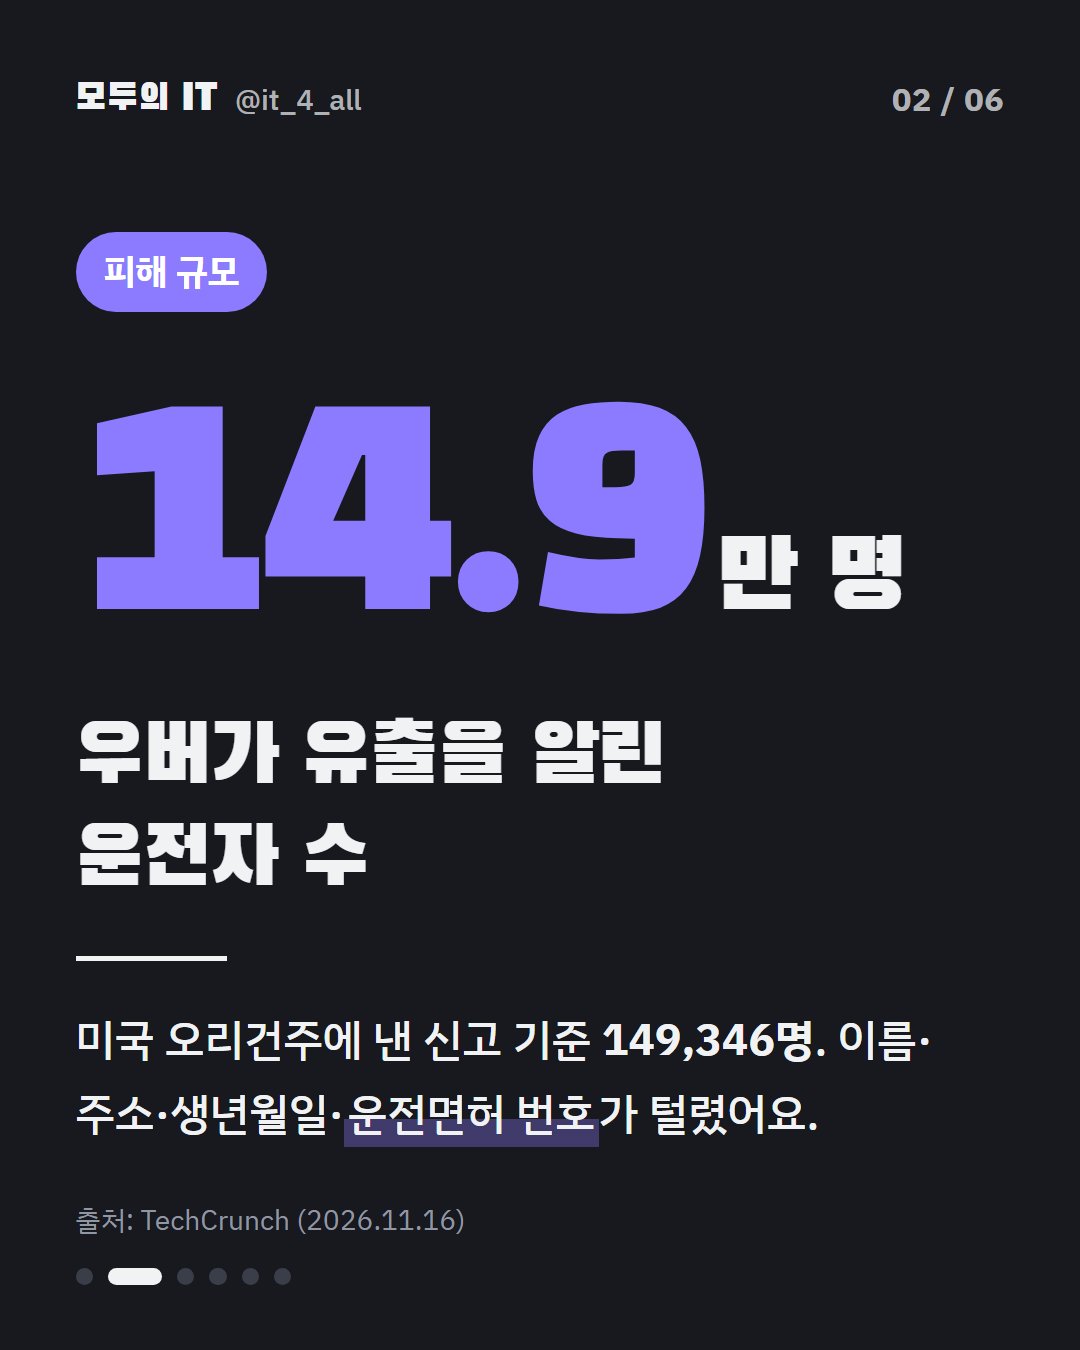 모두의 IT @it_4_all
02 / 06
피해 규모
14.9만 명
우버가 유출을 알린
운전자 수
미국 오리건주에 낸 신고 기준 149,346명. 이름·
주소·생년월일·운전면허 번호가 털렸어요.
출처: TechCrunch (2026.11.16)